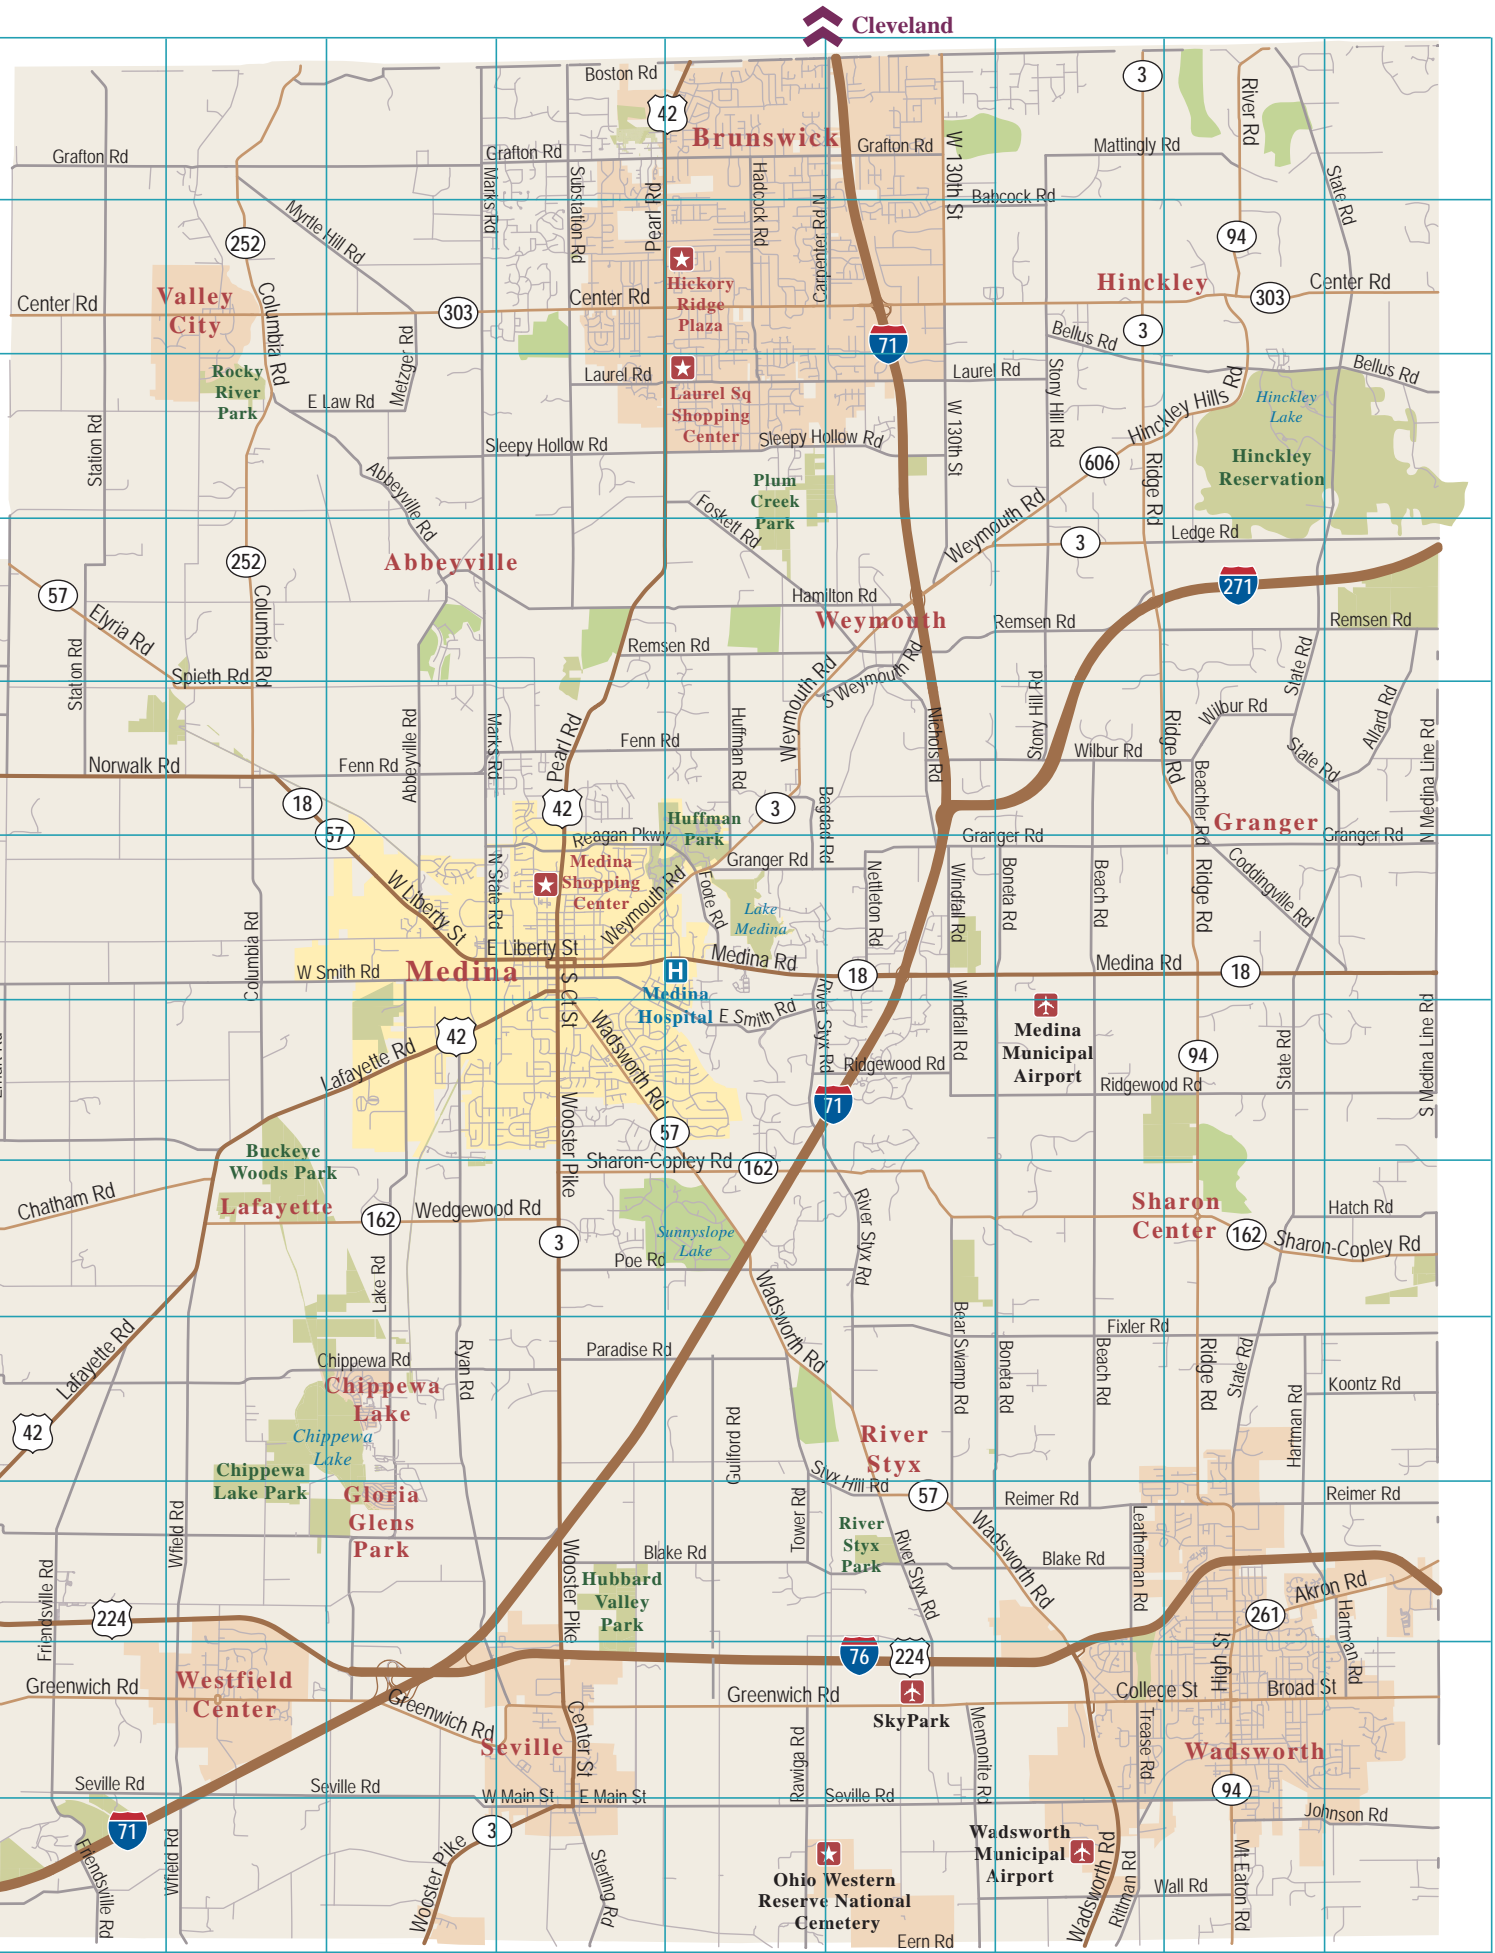 Cleveland
Boston Rd
42
3
River Rd
Brunswick
Grafton Rd
Grafton Rd
Grafton Rd
W 130th St
Mattingly Rd
Marks Rd
Substation Rd
Pearl Rd
Hadcock Rd
Carpenter Rd N
Babcock Rd
State Rd
Myrtle Hill Rd
252
94
Hickory
Ridge
Plaza
Hinckley
Center Rd
Valley
City
Columbia Rd
303
Center Rd
303
Center Rd
71
3
Bellus Rd
Metzger Rd
Rocky
River
Park
Laurel Rd
Laurel Rd
Bellus Rd
E Law Rd
Laurel Sq
Shopping
Center
Stony Hill Rd
Hinckley Hills Rd
Hinckley
Lake
Station Rd
Sleepy Hollow Rd
Sleepy Hollow Rd
W 130th St
606
Ridge Rd
Hinckley
Reservation
Abbeyville Rd
Plum
Creek
Park
Foskett Rd
Weymouth Rd
252
Abbeyville
3
Ledge Rd
57
Elyria Rd
Columbia Rd
Hamilton Rd
271
Weymouth
Remsen Rd
Remsen Rd
Station Rd
Spieth Rd
Remsen Rd
Weymouth Rd
S Weymouth Rd
Stony Hill Rd
State Rd
Abbeyville Rd
Marks Rd
Pearl Rd
Fenn Rd
Huffman Rd
Nichols Rd
Wilbur Rd
Ridge Rd
Wilbur Rd
Allard Rd
State Rd
N Medina Line Rd
Norwalk Rd
Fenn Rd
Beachler Rd
18
57
42
Reagan Pkwy
Huffman
Park
3
Bagdad Rd
Granger Rd
Granger
Granger Rd
N State Rd
Medina
Shopping
Center
Granger Rd
Foote Rd
Lake
Medina
Nettleton Rd
Windfall Rd
Boneta Rd
Beach Rd
Ridge Rd
Coddingville Rd
W Liberty St
E Liberty St
Weymouth Rd
Columbia Rd
W Smith Rd
Medina
Medina Rd
18
Medina Rd
18
H
Medina
Hospital
S Ct St
E Smith Rd
River Styx Rd
Windfall Rd
Medina
Municipal
Airport
42
Lafayette Rd
Wadsworth Rd
Ridgewood Rd
94
Ridgewood Rd
State Rd
S Medina Line Rd
71
Wooster Pike
57
Buckeye
Woods Park
Sharon-Copley Rd
162
Chatham Rd
Lafayette
162
Wedgewood Rd
3
Sunnyslope
Lake
River Styx Rd
Sharon
Center
Hatch Rd
162
Sharon-Copley Rd
Lake Rd
Poe Rd
Wadsworth Rd
Bear Swamp Rd
Fixler Rd
Lafayette Rd
Chippewa Rd
Ryan Rd
Paradise Rd
Boneta Rd
Beach Rd
Ridge Rd
State Rd
Hartman Rd
Koontz Rd
Chippewa
Lake
42
Chippewa
Lake
Chippewa
Lake Park
Gloria
Glens
Park
Guilford Rd
River
Styx
Styx Hill Rd
57
Reimer Rd
Reimer Rd
Wfield Rd
Friendsville Rd
Wooster Pike
Blake Rd
Tower Rd
River
Styx
Park
River Styx Rd
Wadsworth Rd
Blake Rd
Leatherman Rd
Hubbard
Valley
Park
224
261
Akron Rd
Hartman Rd
76
224
High St
Westfield
Center
Greenwich Rd
Greenwich Rd
Greenwich Rd
College St
Broad St
Center St
SkyPark
Seville
Mennonite Rd
Rawiga Rd
Trease Rd
Wadsworth
Seville Rd
Seville Rd
W Main St
E Main St
Seville Rd
94
Johnson Rd
71
3
Wadsworth
Municipal
Airport
Friendsville Rd
Wfield Rd
Wooster Pike
Sterling Rd
Ohio Western
Reserve National
Cemetery
Wadsworth Rd
Rittman Rd
Wall Rd
Mt Eaton Rd
Eern Rd